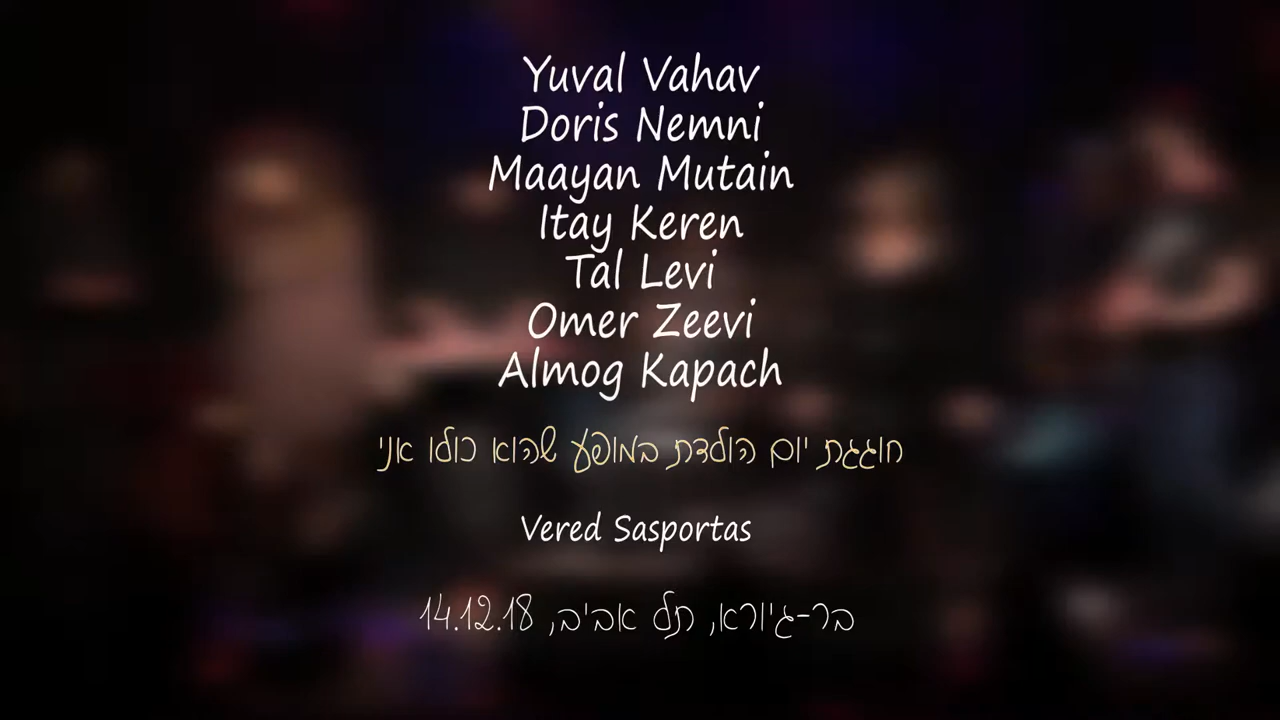 Yuval Vahav
Doris Nemni
Maayan Mutain
Itay Keren
Tal Levi
Omer Zeevi
Almog Kapach
חוגגת יום הולדת במופע שהוא כולו אני
Vered Sasportas
בר-גיורא, תל אביב, 14.12.18